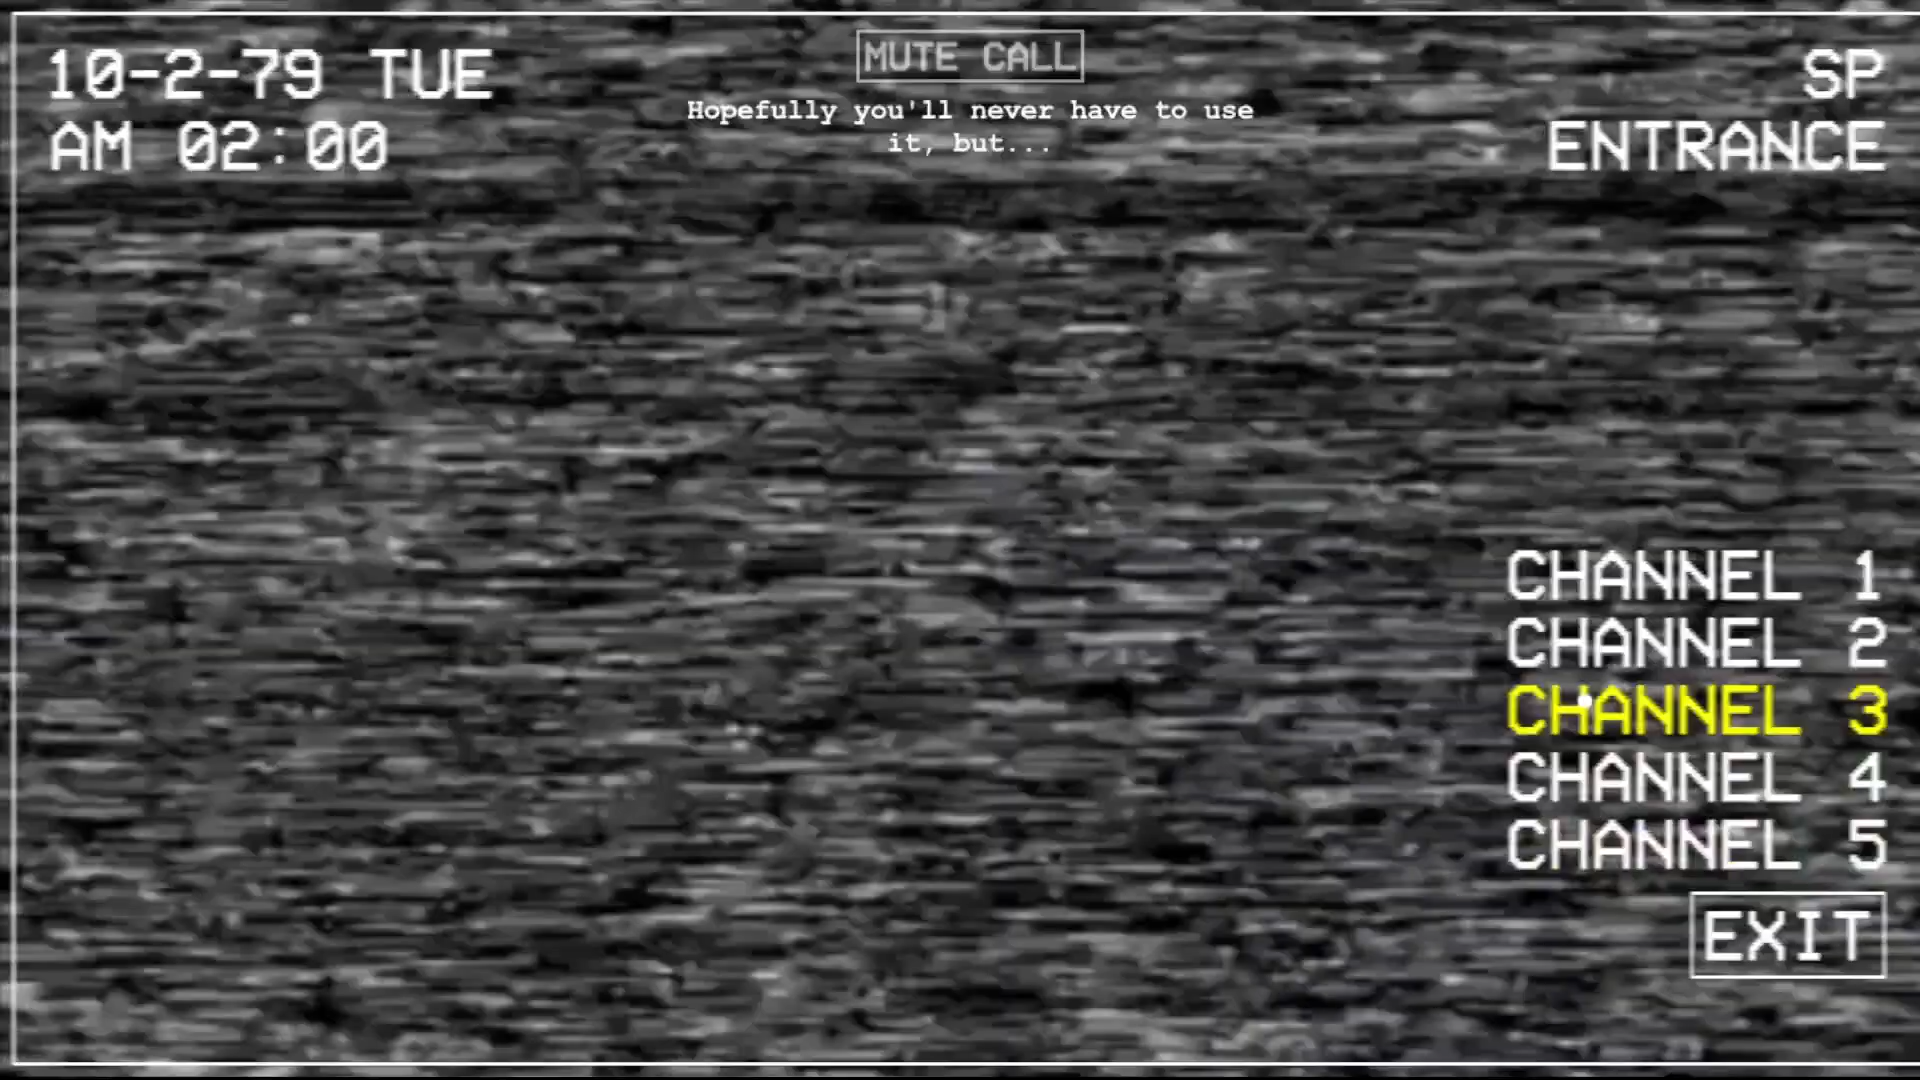 10-2-79 TUE
AM 02:00
MUTE CALL
Hopefully you'll never have to use
it, but...
SP
ENTRANCE
CHANNEL 1
CHANNEL 2
CHANNEL 3
CHANNEL 4
CHANNEL 5
EXIT